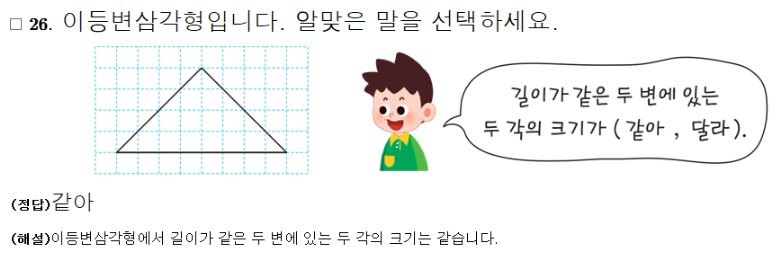 □ 26. 이등변삼각형입니다. 알맞은 말을 선택하세요.
길이가 같은 두 변에 있는
두 각의 크기가 ( 같아 , 달라 ).
(정답)같아
(해설)이등변삼각형에서 길이가 같은 두 변에 있는 두 각의 크기는 같습니다.